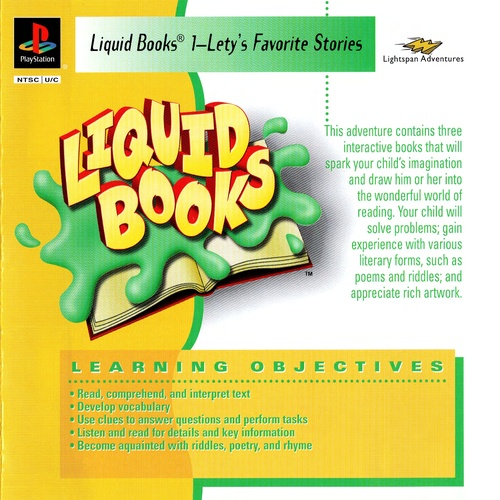 PlayStation
NTSC U/C
Liquid Books® 1–Lety's Favorite Stories
Lightspan Adventures
LIQUID
BOOKS
TM
This adventure contains three
interactive books that will
spark your child's imagination
and draw him or her into
the wonderful world of
reading. Your child will
solve problems; gain
experience with various
literary forms, such as
poems and riddles; and
appreciate rich artwork.
LEARNING OBJECTIVES
• Read, comprehend, and interpret text
• Develop vocabulary
• Use clues to answer questions and perform tasks
• Listen and read for details and key information
• Become aquainted with riddles, poetry, and rhyme